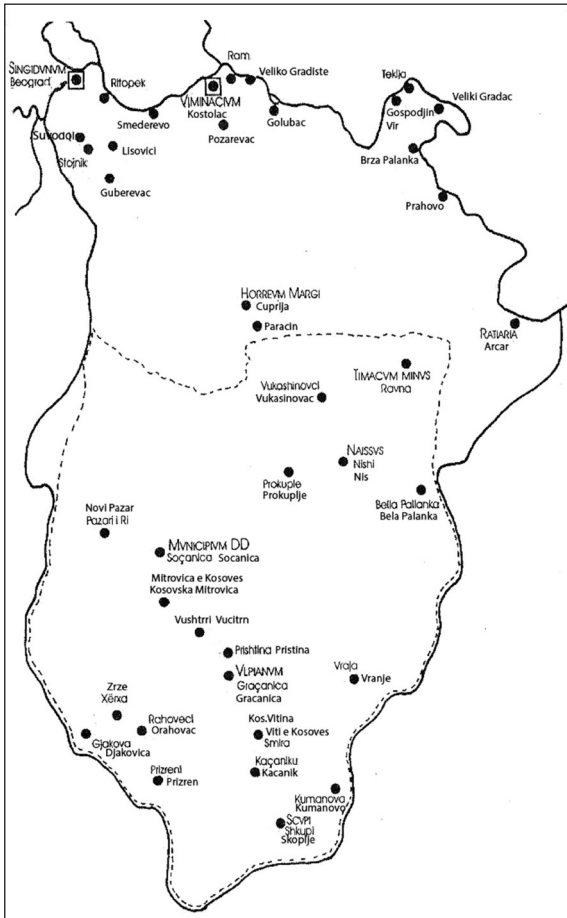 SINGIDVNVM
Beograd
Ritopek
Ram
Veliko Gradiste
VIMINACIVM
Kostolac
Smederevo
Pozarevac
Golubac
Tekija
Gospodjin
Vir
Veliki Gradac
Suvodol
Stojnik
Lisovici
Guberevac
Brza Palanka
Prahovo
HORREVM MARGI
Cuprija
Paracin
RATIARIA
Arcar
TIMACVM MINVS
Ravna
Vukashinovci
Vukasinovac
NAISSVS
Nishi
Nis
Prokuple
Prokuplje
Bella Pallanka
Bela Palanka
Novi Pazar
Pazari i Ri
MVNICIPIVM DD
Soçanica Socanica
Mitrovica e Kosoves
Kosovska Mitrovica
Vushtrri Vucitrn
Prishtina Pristina
VLPIANVM
Graçanica
Gracanica
Vraja
Vranje
Zrze
Xërxa
Rahoveci
Orahovac
Gjakova
Djakovica
Kos.Vitina
Viti e Kosoves
Smira
Kaçaniku
Kacanik
Prizreni
Prizren
Kumanova
Kumanovo
SCVPI
Shkupi
Skoplje